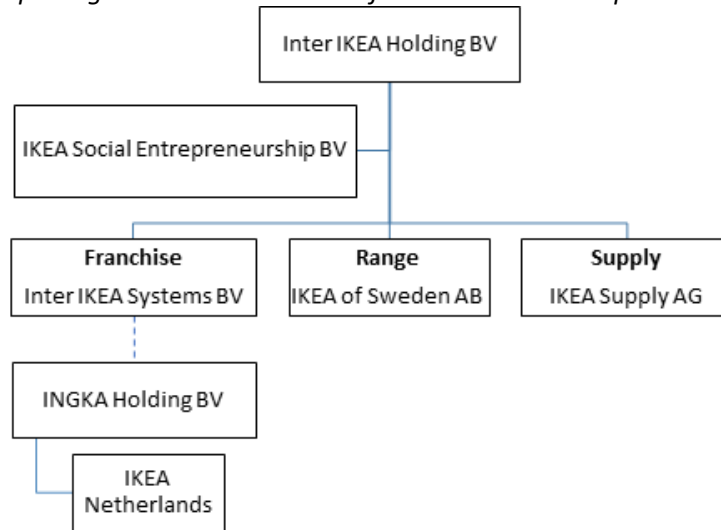 Inter IKEA Holding BV
IKEA Social Entrepreneurship BV
Franchise
Inter IKEA Systems BV
Range
IKEA of Sweden AB
Supply
IKEA Supply AG
INGKA Holding BV
IKEA
Netherlands